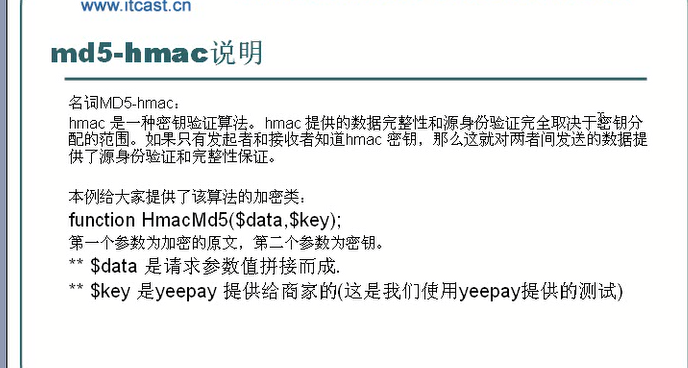 www.itcast.cn
md5-hmac说明
名词MD5-hmac：
hmac 是一种密钥验证算法。hmac 提供的数据完整性和源身份验证完全取决于密钥分
配的范围。如果只有发起者和接收者知道hmac 密钥，那么这就对两者间发送的数据提
供了源身份验证和完整性保证。
本例给大家提供了该算法的加密类：
function HmacMd5($data,$key);
第一个参数为加密的原文，第二个参数为密钥。
** $data 是请求参数值拼接而成.
** $key 是yeepay 提供给商家的(这是我们使用yeepay提供的测试)